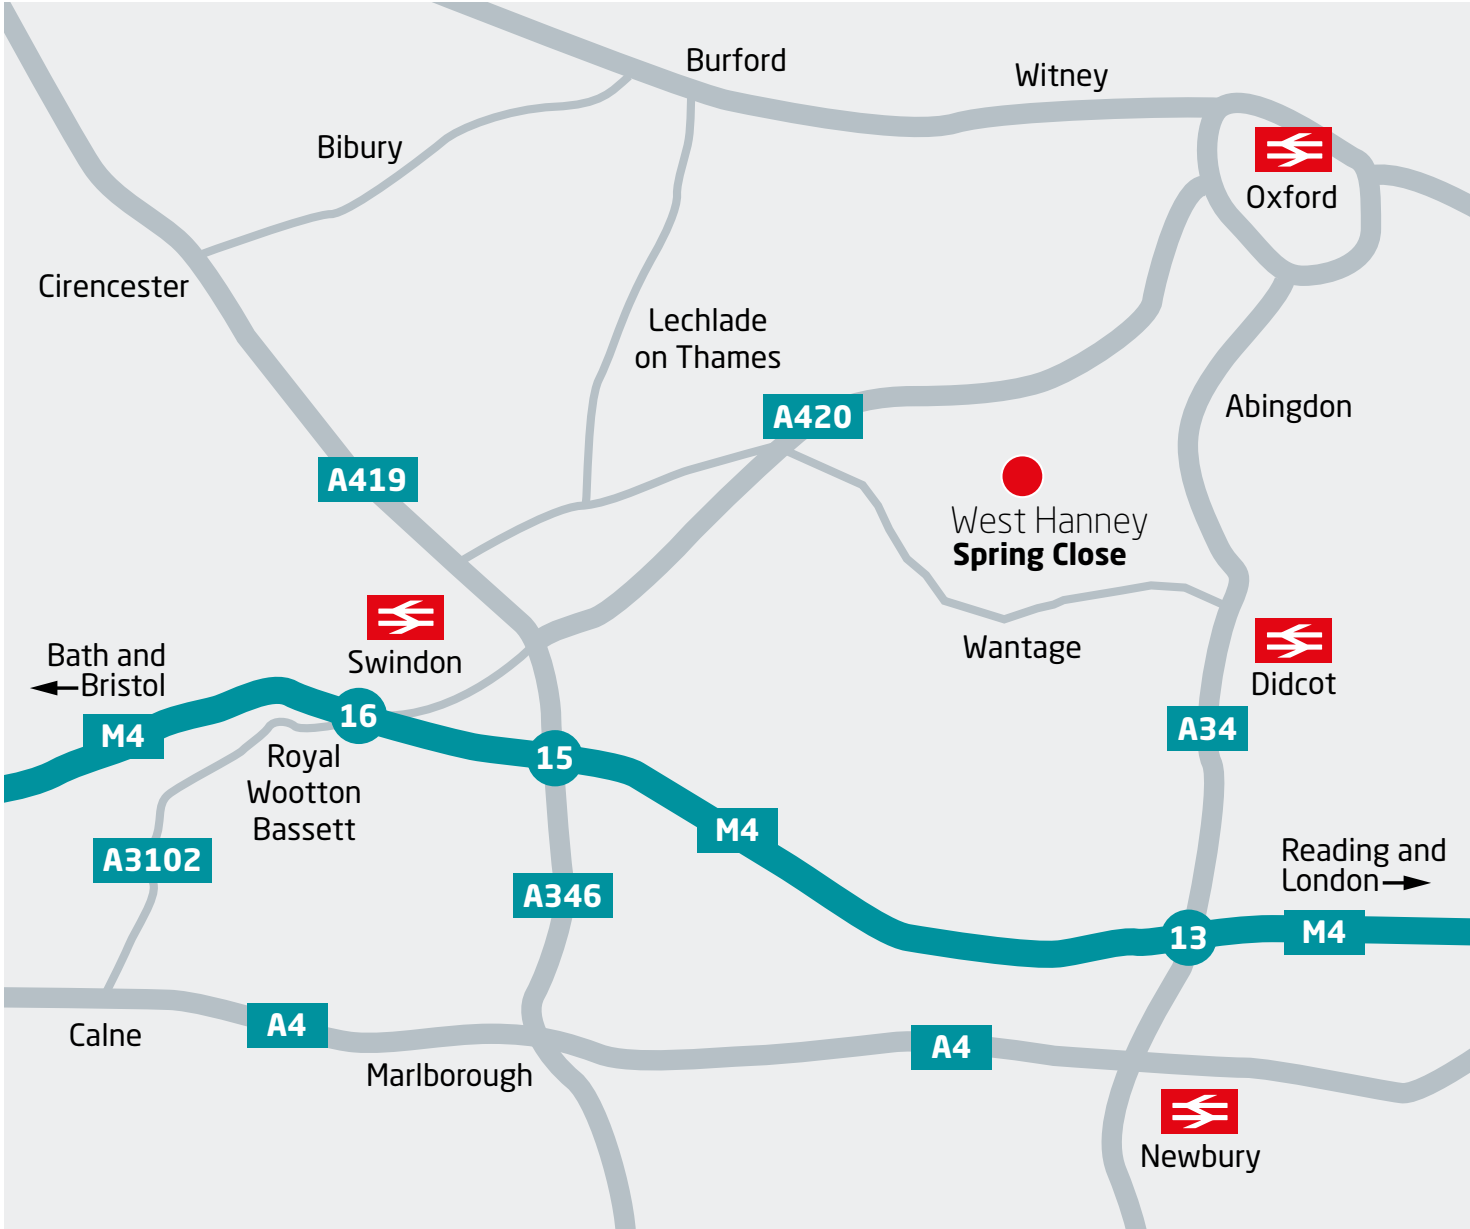 Burford
Witney
Bibury
Oxford
Cirencester
Lechlade
on Thames
Abingdon
A420
A419
West Hanney
Spring Close
Wantage
Swindon
Bath and
Bristol
Didcot
16
M4
A34
15
Royal
Wootton
Bassett
M4
A3102
Reading and
London
A346
13
M4
A4
Calne
A4
Marlborough
Newbury